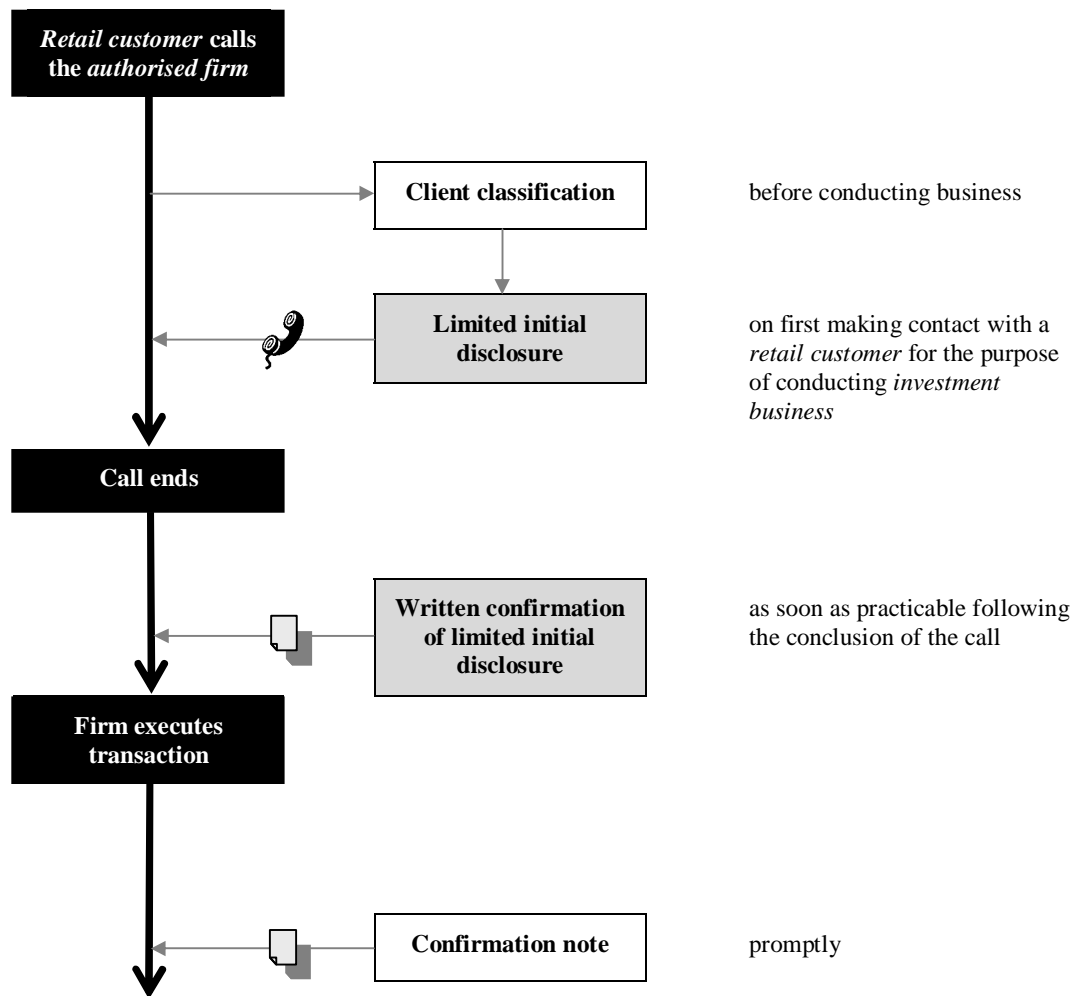 Retail customer calls
the authorised firm
Client classification
before conducting business
Limited initial
disclosure
on first making contact with a
retail customer for the purpose
of conducting investment
business
Call ends
Written confirmation
of limited initial
disclosure
as soon as practicable following
the conclusion of the call
Firm executes
transaction
Confirmation note
promptly